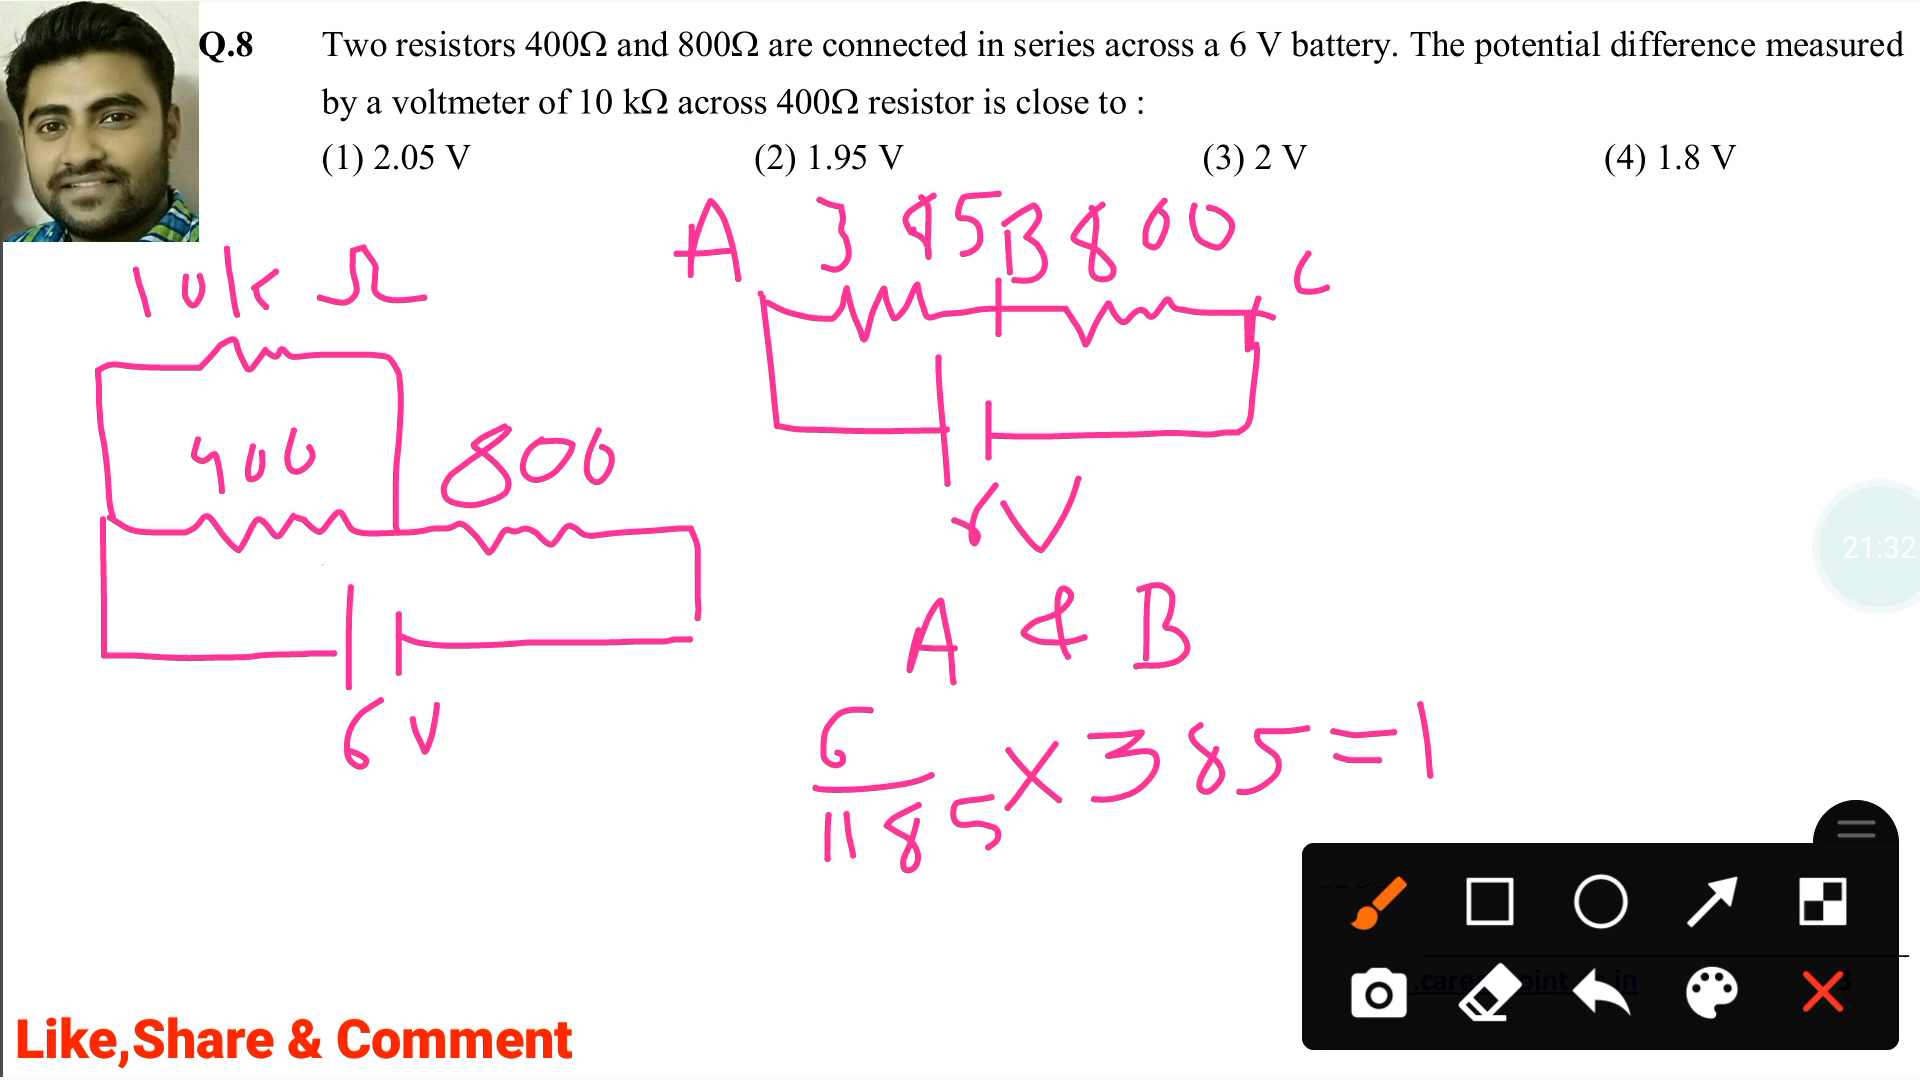 Q.8 Two resistors 400Ω and 800Ω are connected in series across a 6 V battery. The potential difference measured
by a voltmeter of 10 kΩ across 400Ω resistor is close to :
(1) 2.05 V (2) 1.95 V (3) 2 V (4) 1.8 V
A 385 B 800 C
10k Ω
400 800
6V
21:32
A & B
6 V
6/1185 × 385 = 1
Like,Share & Comment